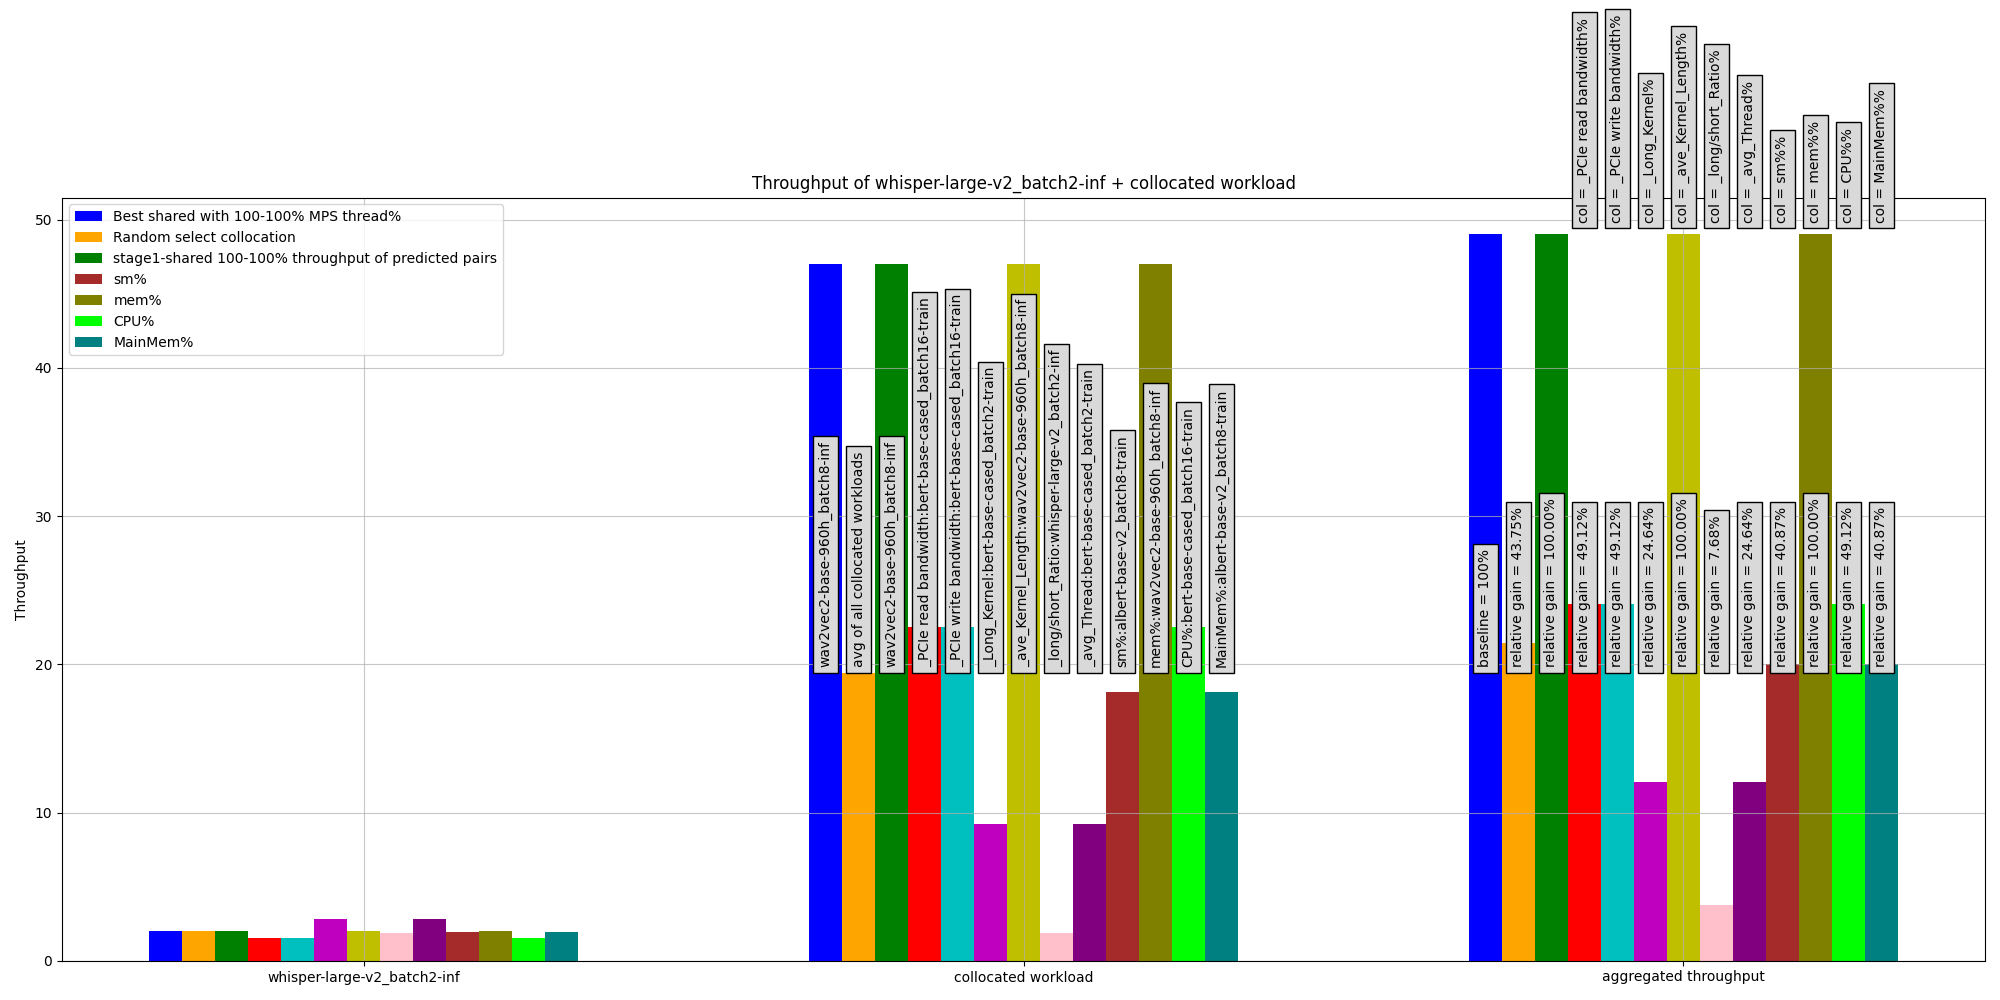 col = _PCIe read bandwidth%
col = _PCIe write bandwidth%
col = _Long_Kernel%
col = _ave_Kernel_Length%
col = _long/short_Ratio%
col = _avg_Thread%
col = sm%%
col = mem%%
col = CPU%%
col = MainMem%%
Throughput of whisper-large-v2_batch2-inf + collocated workload
Best shared with 100-100% MPS thread%
Random select collocation
stage1-shared 100-100% throughput of predicted pairs
sm%
mem%
CPU%
MainMem%
Throughput
50
40
30
20
10
0
wav2vec2-base-960h_batch8-inf
avg of all collocated workloads
wav2vec2-base-960h_batch8-inf
_PCIe read bandwidth:bert-base-cased_batch16-train
_PCIe write bandwidth:bert-base-cased_batch16-train
_Long_Kernel:bert-base-cased_batch2-train
_ave_Kernel_Length:wav2vec2-base-960h_batch8-inf
_long/short_Ratio:whisper-large-v2_batch2-inf
_avg_Thread:bert-base-cased_batch2-train
sm%:albert-base-v2_batch8-train
mem%:wav2vec2-base-960h_batch8-inf
CPU%:bert-base-cased_batch16-train
MainMem%:albert-base-v2_batch8-train
baseline = 100%
relative gain = 43.75%
relative gain = 100.00%
relative gain = 49.12%
relative gain = 49.12%
relative gain = 24.64%
relative gain = 100.00%
relative gain = 7.68%
relative gain = 24.64%
relative gain = 40.87%
relative gain = 100.00%
relative gain = 49.12%
relative gain = 40.87%
whisper-large-v2_batch2-inf
collocated workload
aggregated throughput